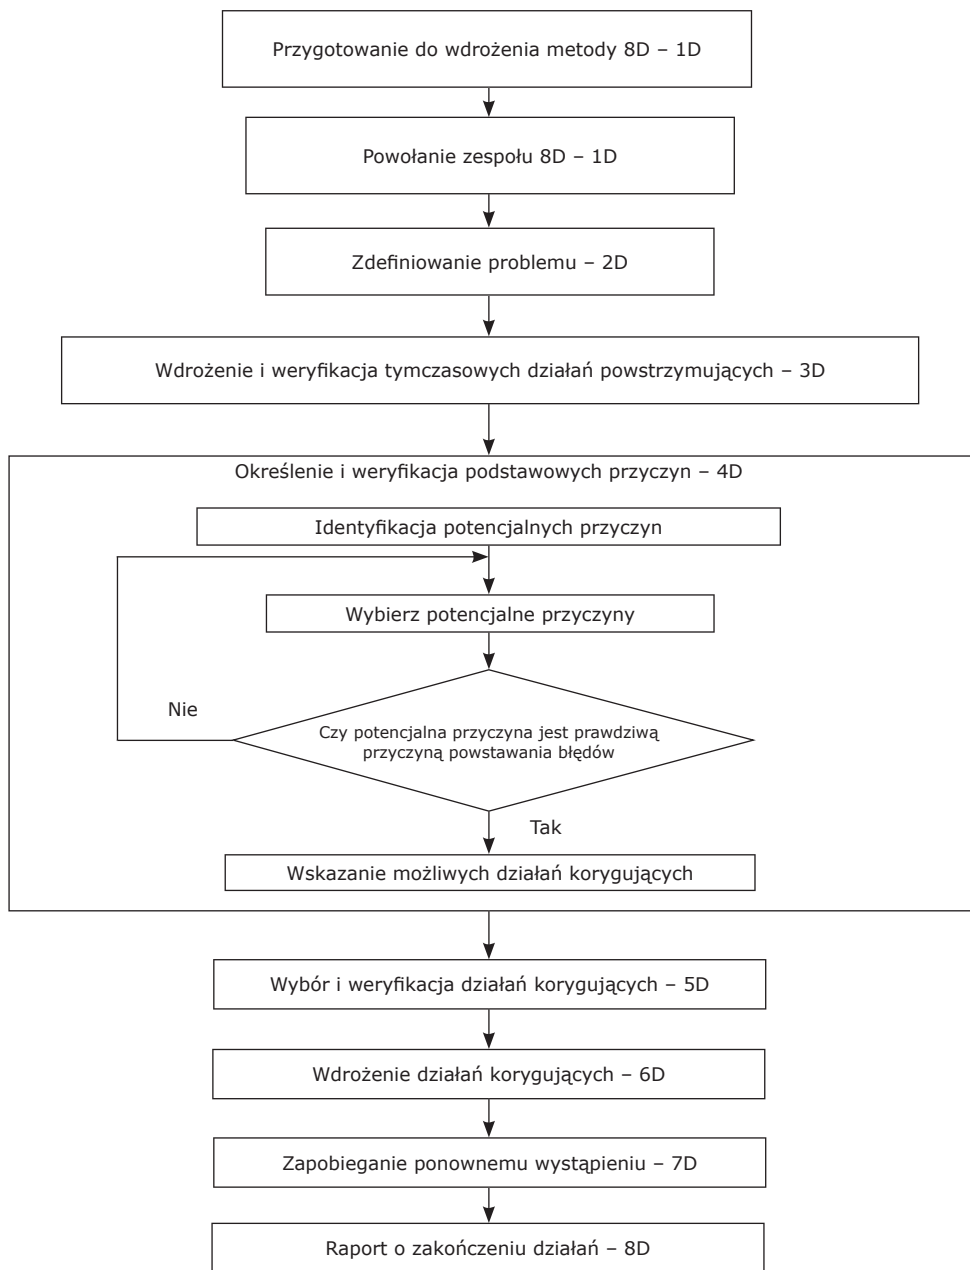 Przygotowanie do wdrożenia metody 8D – 1D
Powołanie zespołu 8D – 1D
Zdefiniowanie problemu – 2D
Wdrożenie i weryfikacja tymczasowych działań powstrzymujących – 3D
Określenie i weryfikacja podstawowych przyczyn – 4D
Identyfikacja potencjalnych przyczyn
Wybierz potencjalne przyczyny
Nie
Czy potencjalna przyczyna jest prawdziwą
przyczyną powstawania błędów
Tak
Wskazanie możliwych działań korygujących
Wybór i weryfikacja działań korygujących – 5D
Wdrożenie działań korygujących – 6D
Zapobieganie ponownemu wystąpieniu – 7D
Raport o zakończeniu działań – 8D